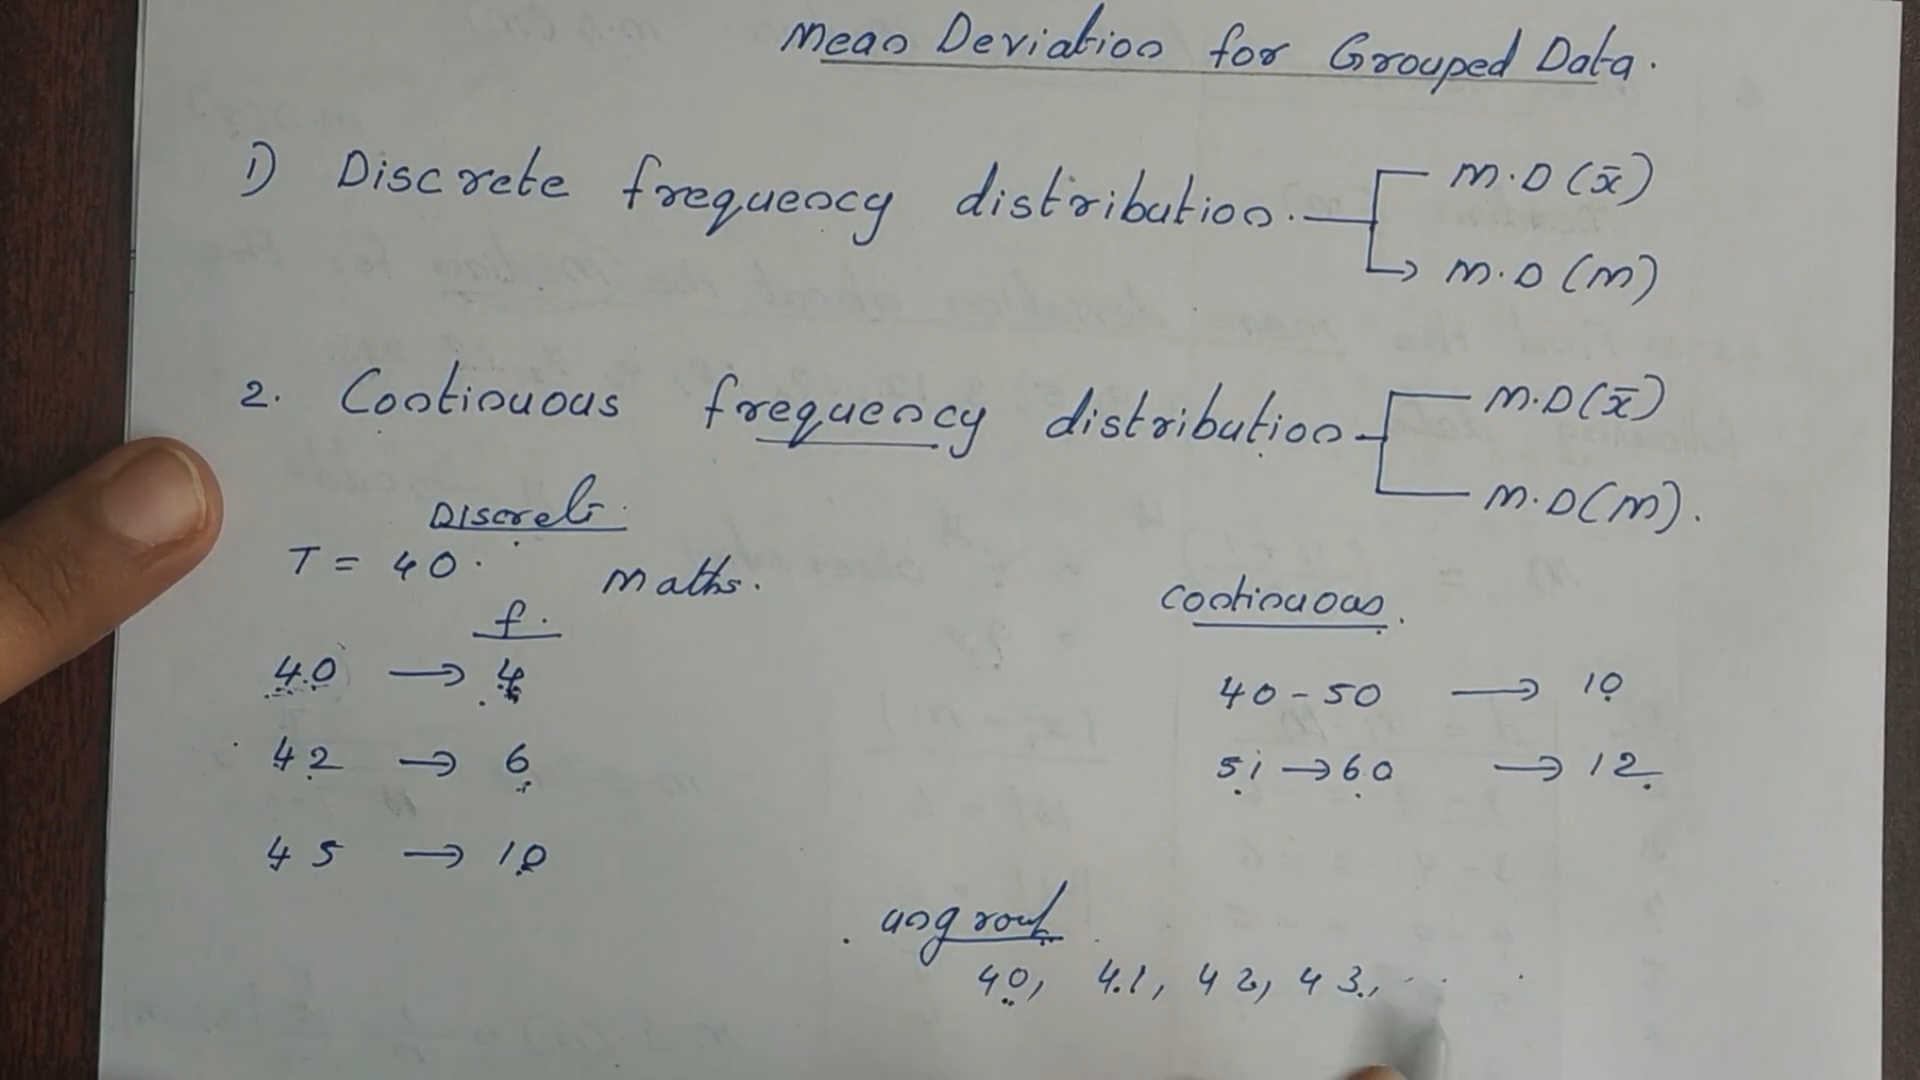 Mean Deviation for Grouped Data.
1) Discrete frequency distribution.
M.D (x̄)
M.D (M)
2. Continuous frequency distribution
M.D(x̄)
M.D(M).
Discrete
T = 40.
Maths.
f.
40 → 4
42 → 6
45 → 10
Continuous.
40 - 50 → 10
51 → 60 → 12
ungroup
40, 41, 42, 43,